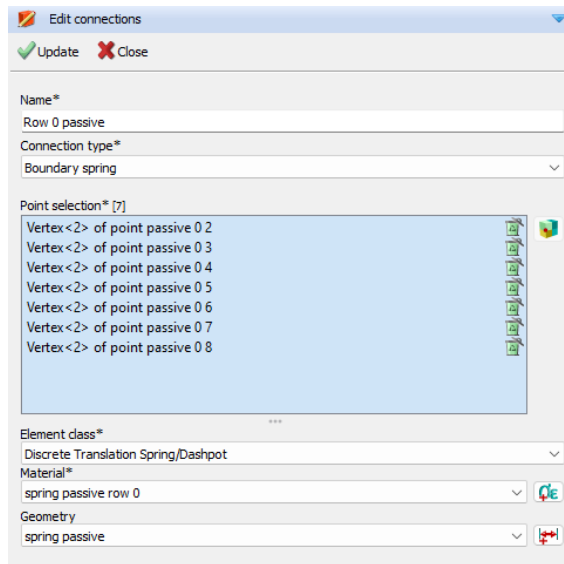 Edit connections
Update Close
Name*
Row 0 passive
Connection type*
Boundary spring
Point selection* [7]
Vertex<2> of point passive 0 2
Vertex<2> of point passive 0 3
Vertex<2> of point passive 0 4
Vertex<2> of point passive 0 5
Vertex<2> of point passive 0 6
Vertex<2> of point passive 0 7
Vertex<2> of point passive 0 8
Element class*
Discrete Translation Spring/Dashpot
Material*
spring passive row 0
Geometry
spring passive